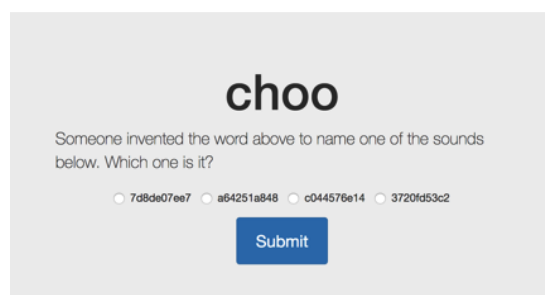 choo
Someone invented the word above to name one of the sounds
below. Which one is it?
7d8de07ee7 a64251a848 c044576e14 3720fd53c2
Submit